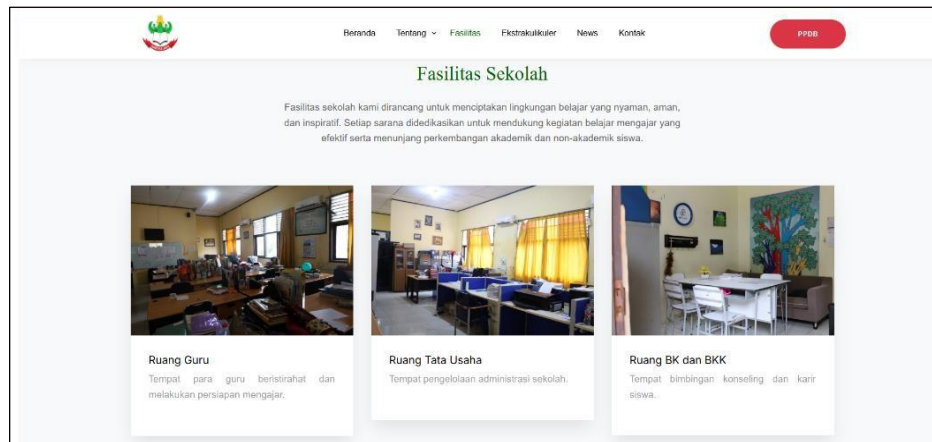 Beranda Tentang Fasilitas Ekstrakulikuler News Kontak PPDB
Fasilitas Sekolah
Fasilitas sekolah kami dirancang untuk menciptakan lingkungan belajar yang nyaman, aman,
dan inspiratif. Setiap sarana didedikasikan untuk mendukung kegiatan belajar mengajar yang
efektif serta menunjang perkembangan akademik dan non-akademik siswa.
Ruang Guru
Tempat para guru beristirahat dan
melakukan persiapan mengajar.
Ruang Tata Usaha
Tempat pengelolaan administrasi sekolah.
Ruang BK dan BKK
Tempat bimbingan konseling dan karir
siswa.